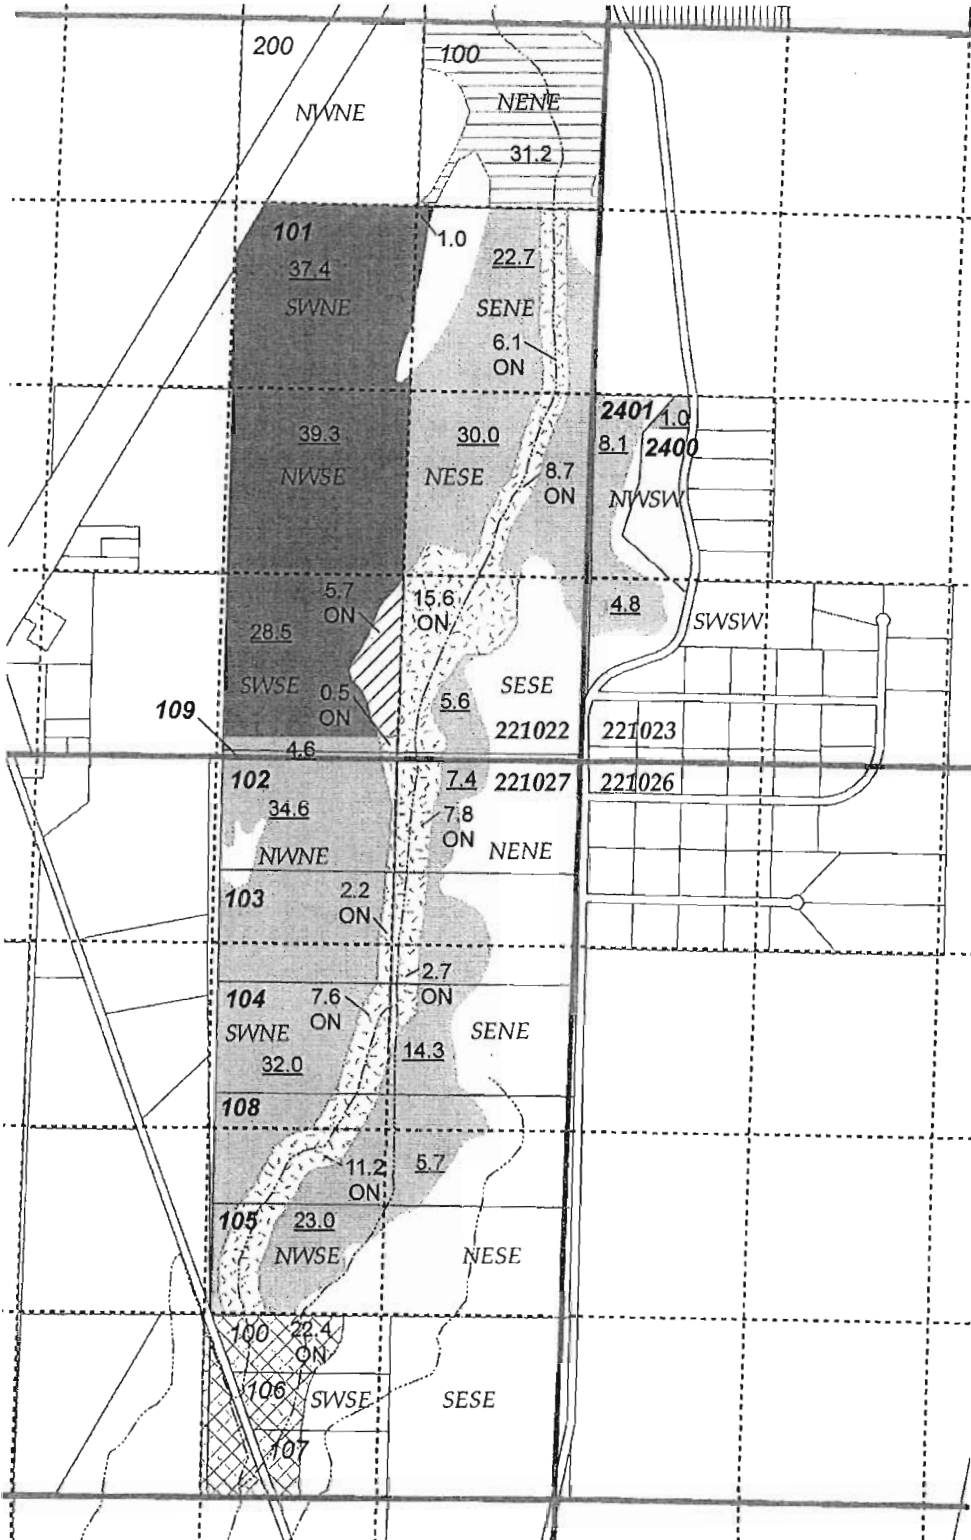 200
100
NWNE
NENE
31.2
101
1.0
37.4
22.7
SWNE
SENE
6.1
ON
2401
1.0
39.3
30.0
8.1
2400
NWSE
NESE
8.7
ON
NWSW
5.7
ON
15.6
ON
4.8
28.5
SWSW
SWSE
0.5
ON
SESE
5.6
109
221022
221023
4.6
102
7.4
221027
221026
34.6
7.8
ON
NWNE
NENE
103
2.2
ON
2.7
ON
104
7.6
ON
SWNE
SENE
32.0
14.3
108
11.2
ON
5.7
105
23.0
NWSE
NESE
100
22.4
ON
106
SWSE
SESE
107